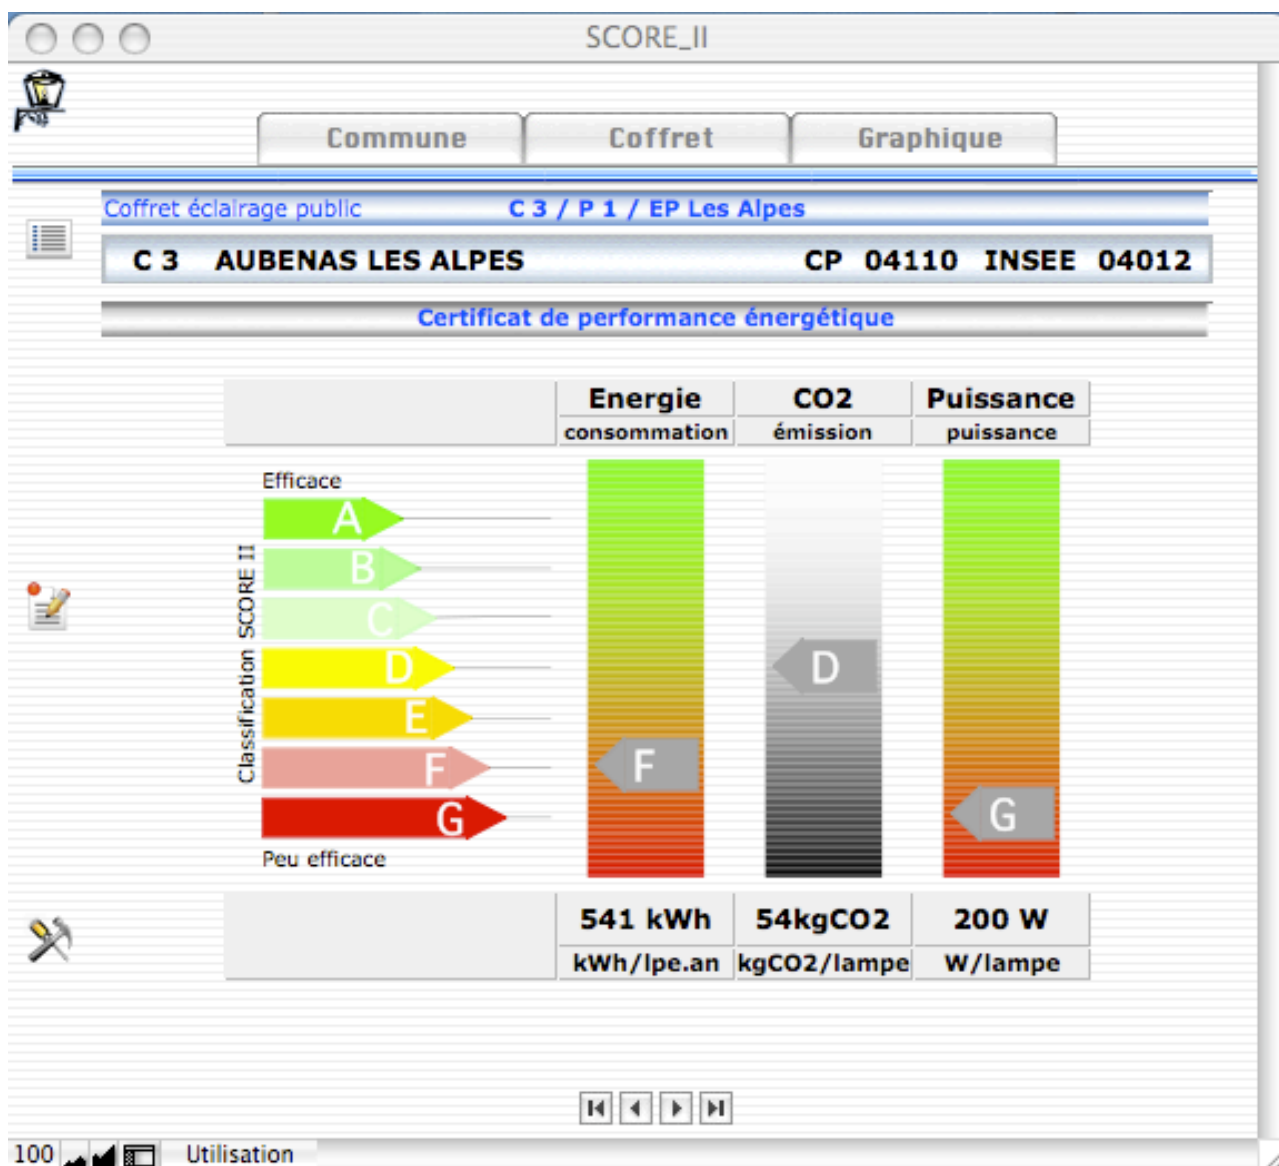 SCORE_II
Commune Coffret Graphique
Coffret éclairage public C 3 / P 1 / EP Les Alpes
C 3 AUBENAS LES ALPES CP 04110 INSEE 04012
Certificat de performance énergétique
Energie CO2 Puissance
consommation émission puissance
Efficace
A
B
C
D
E
F
G
Classification SCORE II
D
F
G
Peu efficace
541 kWh 54kgCO2 200 W
kWh/lpe.an kgCO2/lampe W/lampe
100 Utilisation